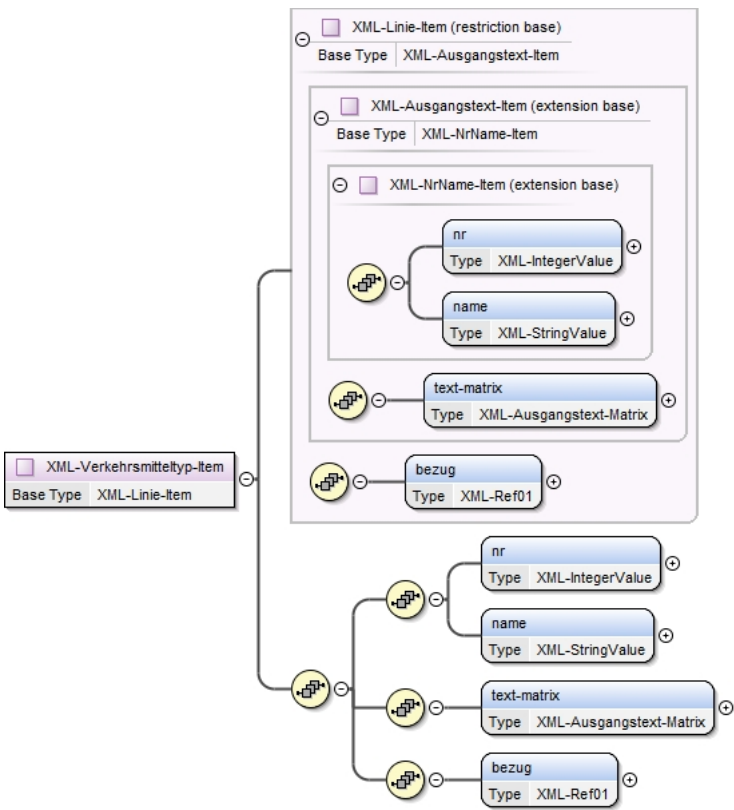 XML-Linie-Item (restriction base)
Base Type XML-Ausgangstext-Item
XML-Ausgangstext-Item (extension base)
Base Type XML-NrName-Item
XML-NrName-Item (extension base)
nr
Type XML-IntegerValue
name
Type XML-StringValue
text-matrix
Type XML-Ausgangstext-Matrix
bezug
Type XML-Ref01
XML-Verkehrsmitteltyp-Item
Base Type XML-Linie-Item
nr
Type XML-IntegerValue
name
Type XML-StringValue
text-matrix
Type XML-Ausgangstext-Matrix
bezug
Type XML-Ref01